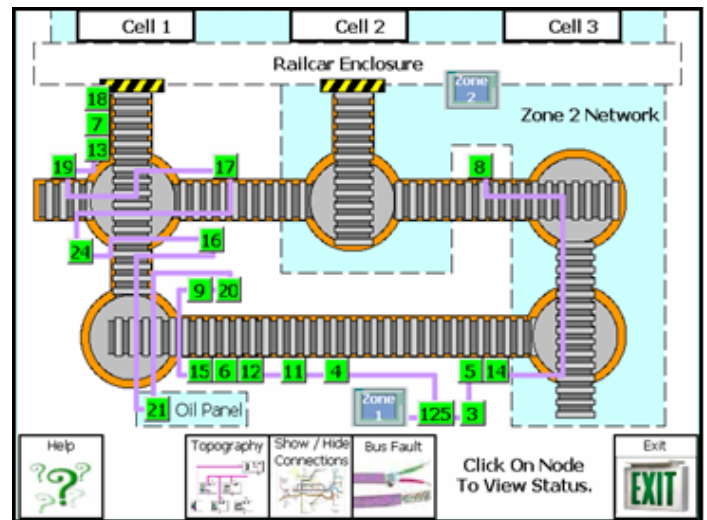 Cell 1
Cell 2
Cell 3
Railcar Enclosure
Zone
2
Zone 2 Network
18
7
13
19
17
8
16
24
9
20
15
6
12
11
4
5
14
Zone
1
125
3
21
Oil Panel
Help
???
Topography
Show / Hide
Connections
Bus Fault
Click On Node
To View Status.
Exit
EXIT